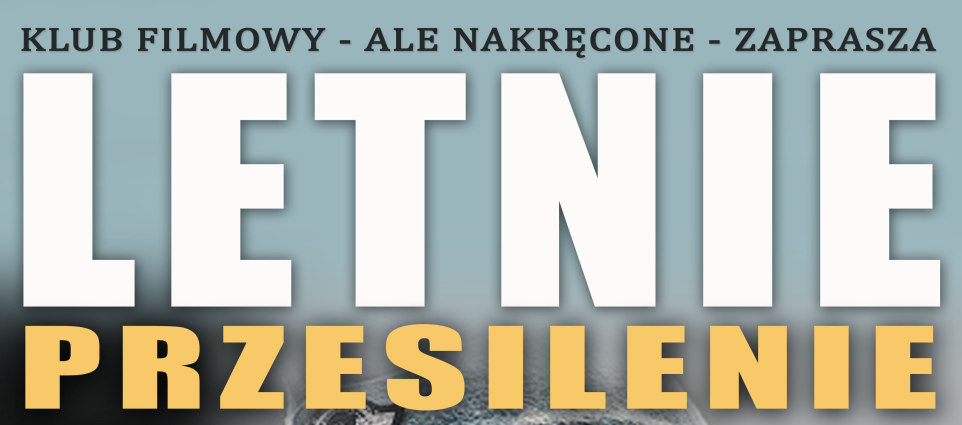 KLUB FILMOWY - ALE NAKRĘCONE - ZAPRASZA
LETNIE
PRZESILENIE